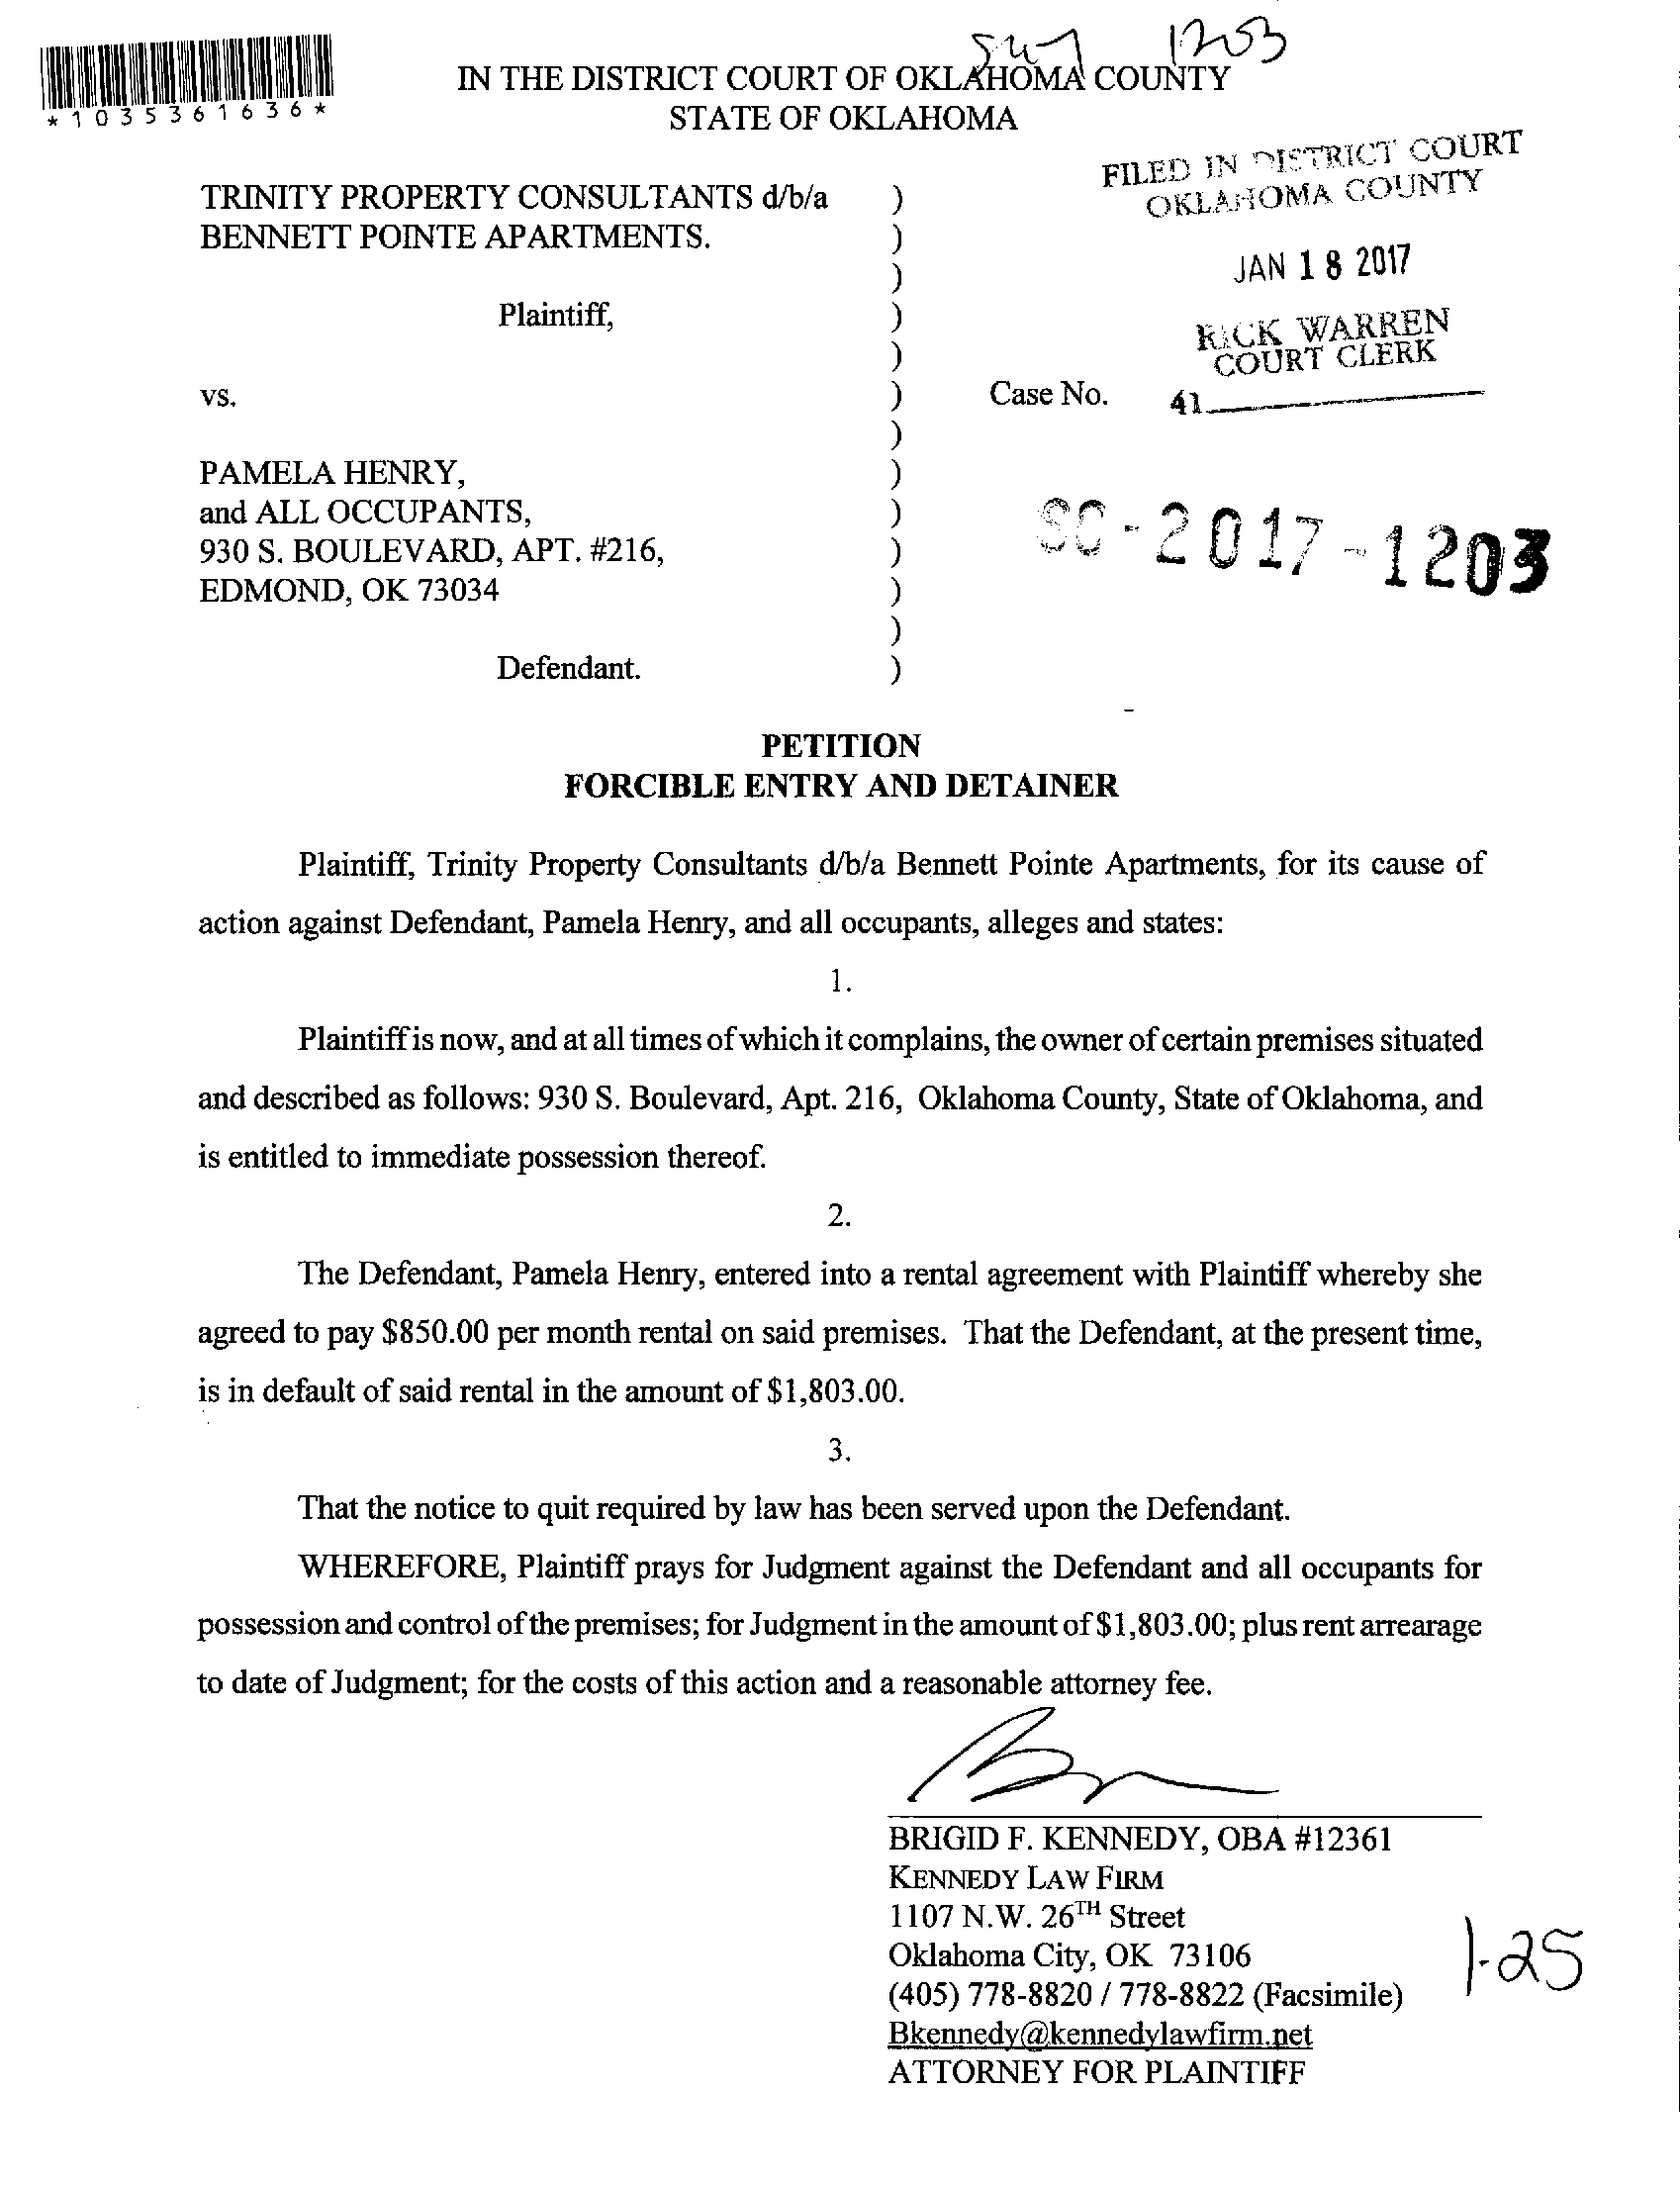 1203
*1035361636*
IN THE DISTRICT COURT OF OKLAHOMA COUNTY
STATE OF OKLAHOMA
FILED IN DISTRICT COURT
OKLAHOMA COUNTY
JAN 18 2017
RICK WARREN
COURT CLERK
41
TRINITY PROPERTY CONSULTANTS d/b/a )
BENNETT POINTE APARTMENTS. )
)
Plaintiff, )
)
vs. ) Case No.
)
PAMELA HENRY, )
and ALL OCCUPANTS, ) SC-2017-1203
930 S. BOULEVARD, APT. #216, )
EDMOND, OK 73034 )
)
Defendant. )
PETITION
FORCIBLE ENTRY AND DETAINER
Plaintiff, Trinity Property Consultants d/b/a Bennett Pointe Apartments, for its cause of
action against Defendant, Pamela Henry, and all occupants, alleges and states:
1.
Plaintiff is now, and at all times of which it complains, the owner of certain premises situated
and described as follows: 930 S. Boulevard, Apt. 216, Oklahoma County, State of Oklahoma, and
is entitled to immediate possession thereof.
2.
The Defendant, Pamela Henry, entered into a rental agreement with Plaintiff whereby she
agreed to pay $850.00 per month rental on said premises. That the Defendant, at the present time,
is in default of said rental in the amount of $1,803.00.
3.
That the notice to quit required by law has been served upon the Defendant.
WHEREFORE, Plaintiff prays for Judgment against the Defendant and all occupants for
possession and control of the premises; for Judgment in the amount of $1,803.00; plus rent arrearage
to date of Judgment; for the costs of this action and a reasonable attorney fee.
BRIGID F. KENNEDY, OBA #12361
KENNEDY LAW FIRM
1107 N.W. 26TH Street
Oklahoma City, OK 73106
(405) 778-8820 / 778-8822 (Facsimile)
Bkennedy@kennedylawfirm.net
ATTORNEY FOR PLAINTIFF
1-25